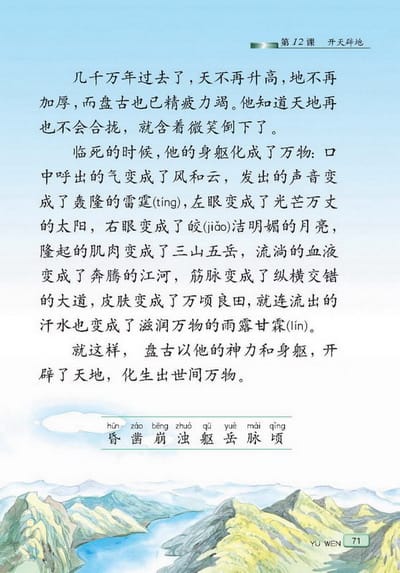 第12课 开天辟地
几千万年过去了，天不再升高，地不再
加厚，而盘古也已精疲力竭。他知道天地再
也不会合拢，就含着微笑倒下了。
临死的时候，他的身躯化成了万物：口
中呼出的气变成了风和云，发出的声音变
成了轰隆的雷霆(tíng)，左眼变成了光芒万丈
的太阳，右眼变成了皎(jiǎo)洁明媚的月亮，
隆起的肌肉变成了三山五岳，流淌的血液
变成了奔腾的江河，筋脉变成了纵横交错
的大道，皮肤变成了万顷良田，就连流出的
汗水也变成了滋润万物的雨露甘霖(lín)。
就这样，盘古以他的神力和身躯，开
辟了天地，化生出世间万物。
hūn záo bēng zhuó qū yuè mài qǐng
昏 凿 崩 浊 躯 岳 脉 顷
YU WEN 71